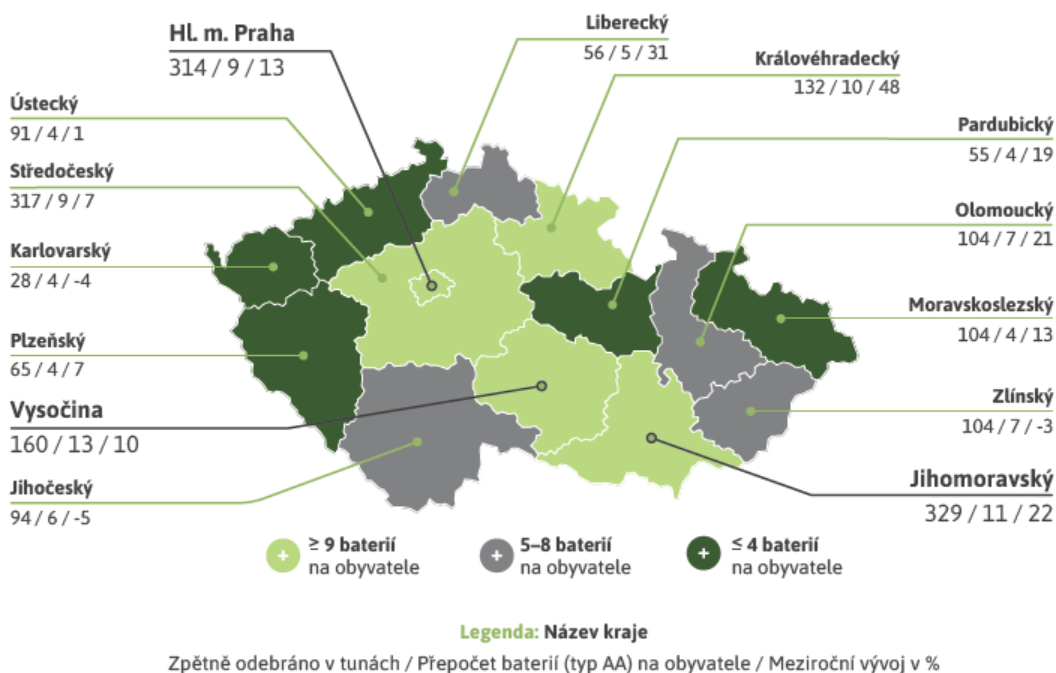 Hl. m. Praha
314 / 9 / 13
Liberecký
56 / 5 / 31
Královéhradecký
132 / 10 / 48
Ústecký
91 / 4 / 1
Pardubický
55 / 4 / 19
Středočeský
317 / 9 / 7
Olomoucký
104 / 7 / 21
Karlovarský
28 / 4 / -4
Moravskoslezský
104 / 4 / 13
Plzeňský
65 / 4 / 7
Zlínský
104 / 7 / -3
Vysočina
160 / 13 / 10
Jihomoravský
329 / 11 / 22
Jihočeský
94 / 6 / -5
≥ 9 baterií
na obyvatele
5–8 baterií
na obyvatele
≤ 4 baterií
na obyvatele
Legenda: Název kraje
Zpětně odebráno v tunách / Přepočet baterií (typ AA) na obyvatele / Meziroční vývoj v %